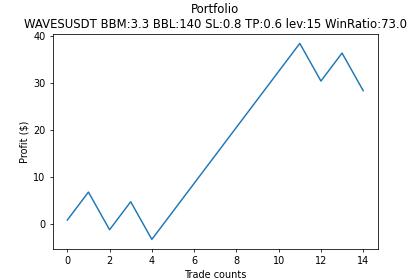 Portfolio
WAVESUSDT BBM:3.3 BBL:140 SL:0.8 TP:0.6 lev:15 WinRatio:73.0
40
30
20
10
0
Profit ($)
0 2 4 6 8 10 12 14
Trade counts